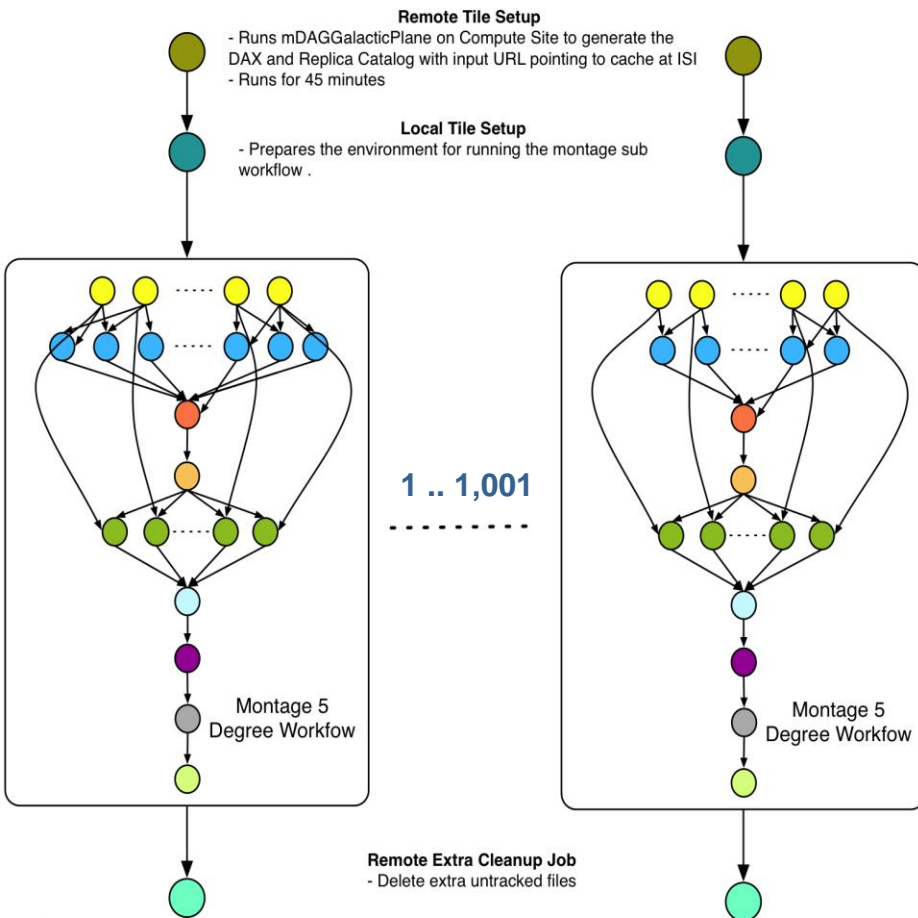 Remote Tile Setup
- Runs mDAGGalacticPlane on Compute Site to generate the
DAX and Replica Catalog with input URL pointing to cache at ISI
- Runs for 45 minutes
Local Tile Setup
- Prepares the environment for running the montage sub
workflow .
1 .. 1,001
Montage 5
Degree Workfow
Montage 5
Degree Workfow
Remote Extra Cleanup Job
- Delete extra untracked files